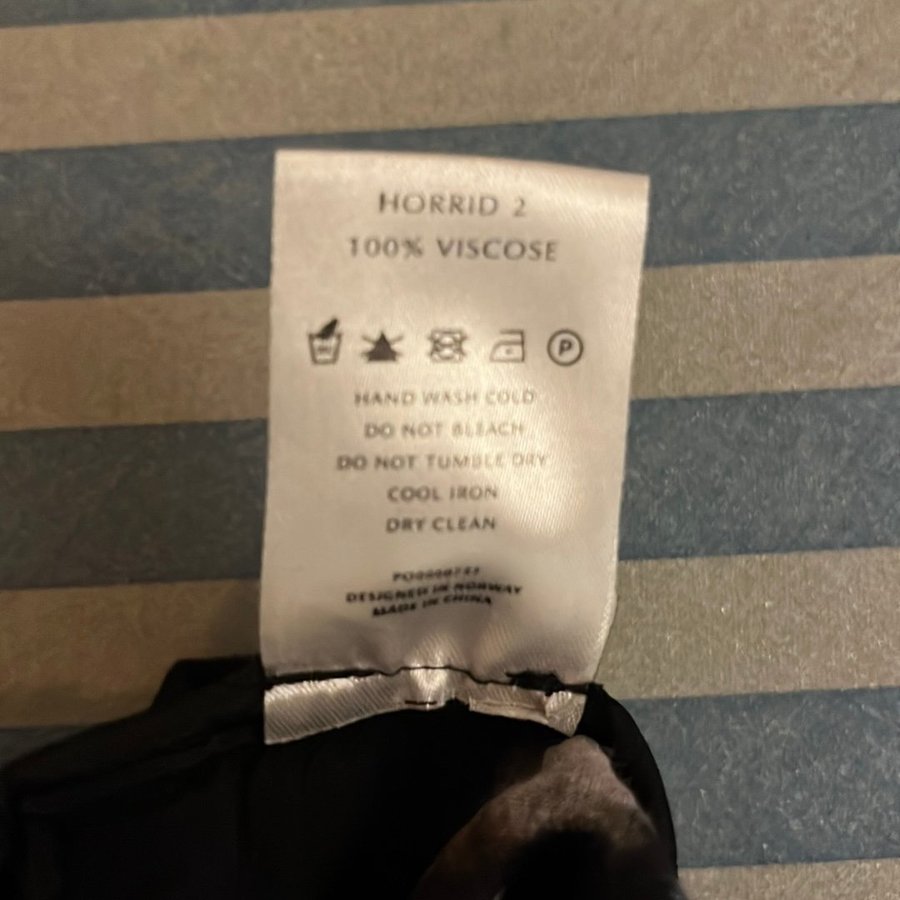 HORRID 2
100% VISCOSE
P
HAND WASH COLD
DO NOT BLEACH
DO NOT TUMBLE DRY
COOL IRON
DRY CLEAN
DESIGNED IN NORWAY
MADE IN CHINA